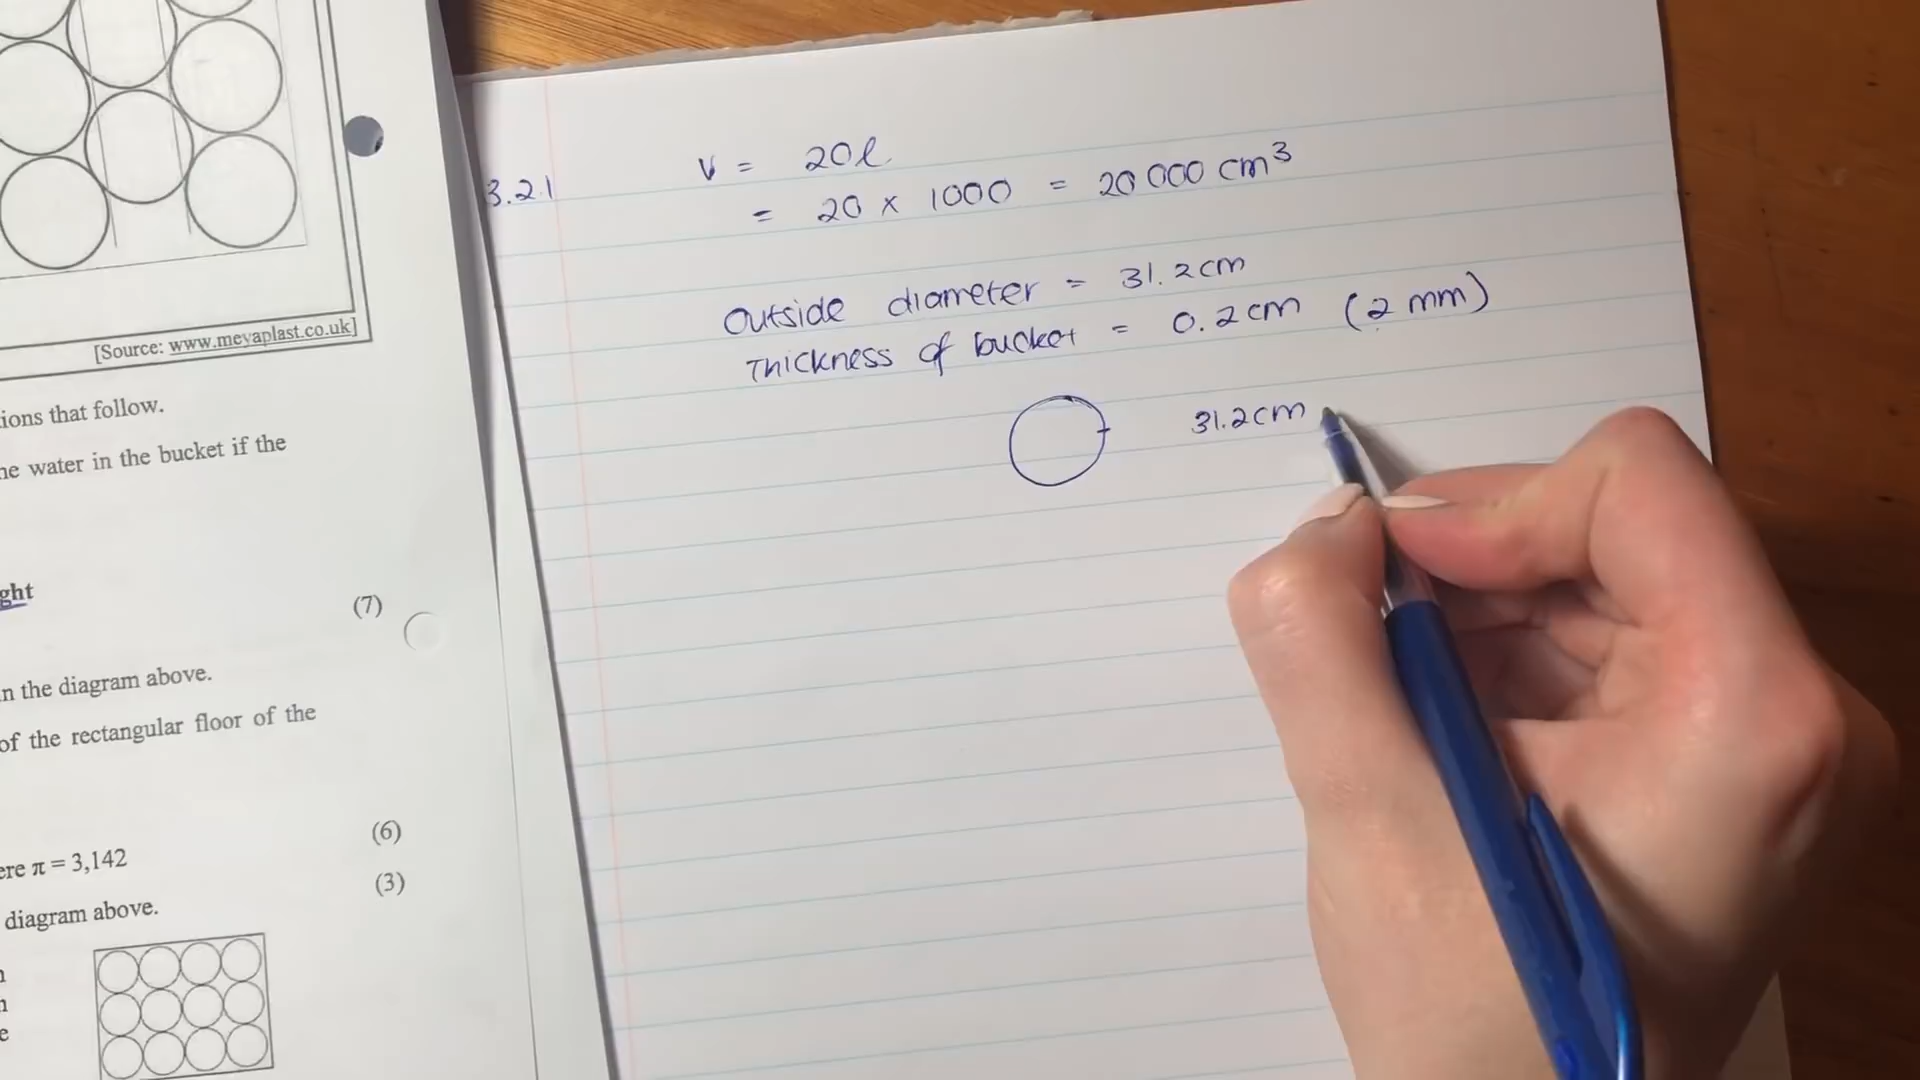 [Source: www.meyaplast.co.uk]
ions that follow.
he water in the bucket if the
ght
(7)
n the diagram above.
of the rectangular floor of the
(6)
ere π = 3,142
(3)
diagram above.
n
n
e
3.2.1
V = 20ℓ
= 20 × 1000 = 20 000 cm³
Outside diameter = 31.2cm
Thickness of bucket = 0.2cm (2 mm)
31.2cm